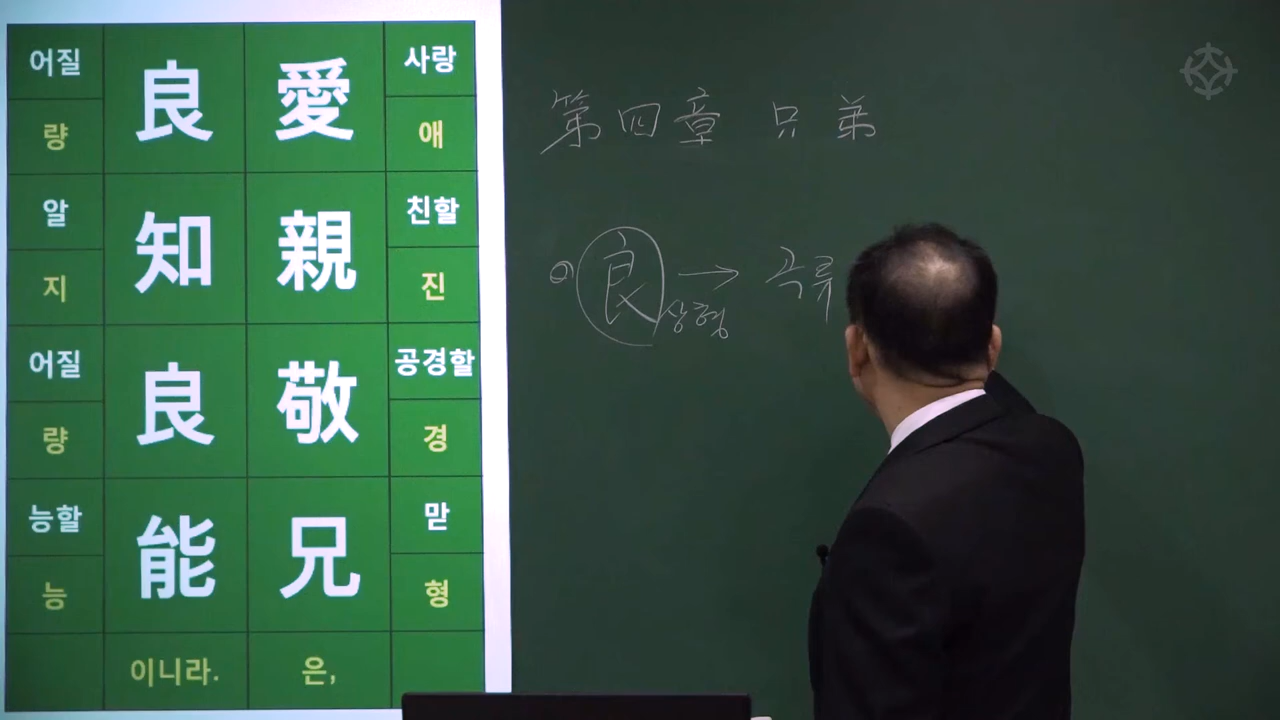 어질 良 愛 사랑
량 애
알 知 親 친할
지 진
어질 良 敬 공경할
량 경
능할 能 兄 맏
능 형
이니라. 은,
第四章 兄弟
良 → 곡류
상형